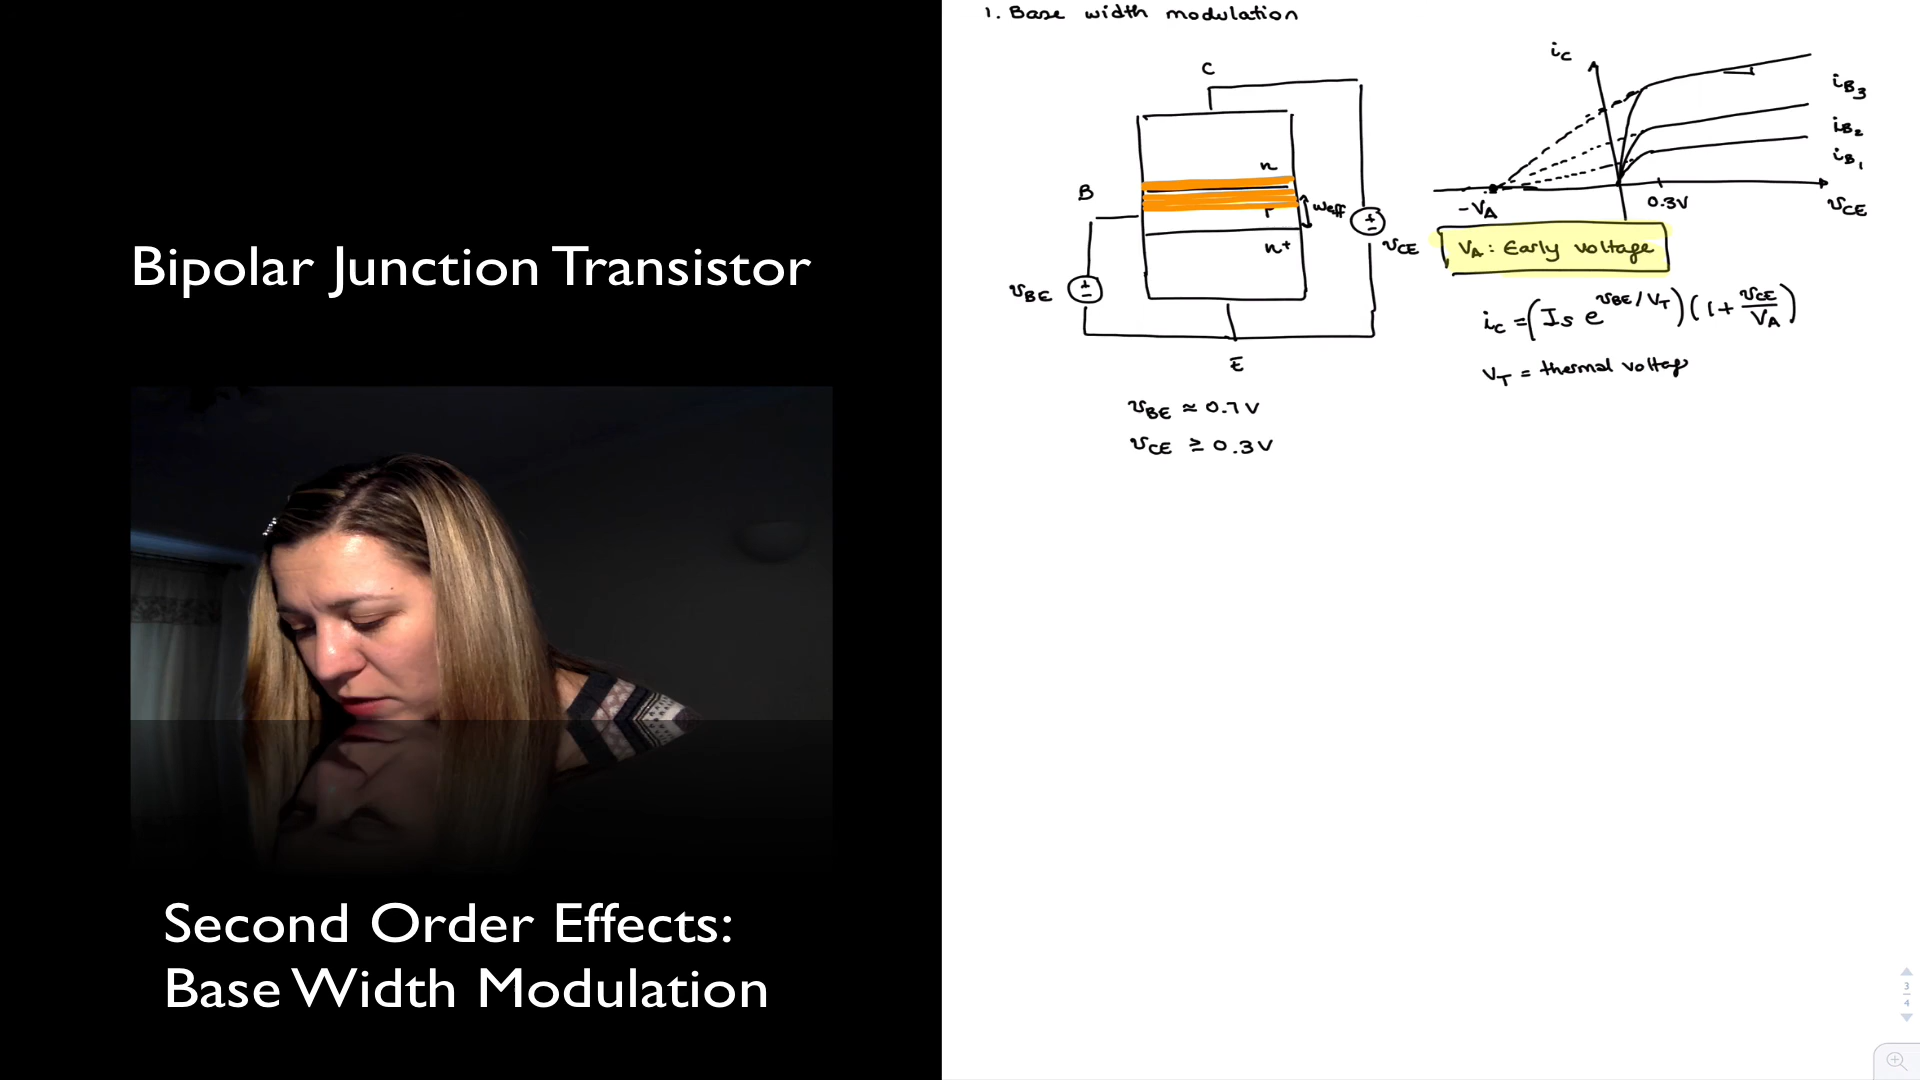 Bipolar Junction Transistor
Second Order Effects:
Base Width Modulation
1. Base width modulation
C
B
n
p
n+
Weff
E
vBE
vCE
+
−
+
−
vBE ≈ 0.7V
vCE ≥ 0.3V
iC
iB3
iB2
iB1
-VA
0.3V
vCE
VA: Early voltage
iC = (Is e^vBE/VT)(1 + vCE/VA)
VT = thermal voltage
3
4